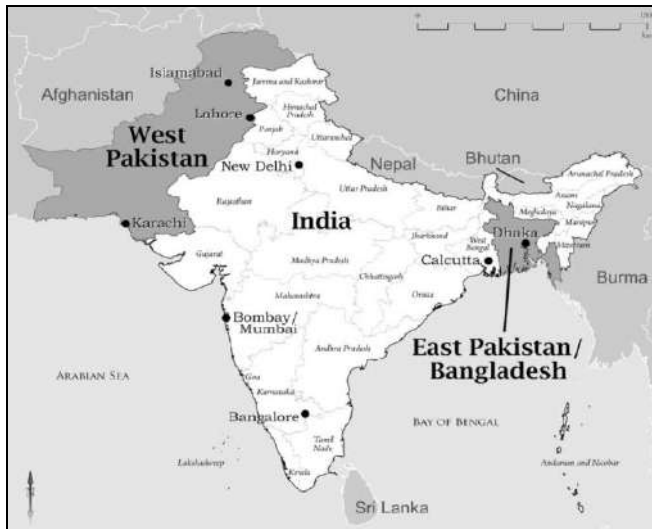 Islamabad
Jammu and Kashmir
Afghanistan
China
Lahore
Himachal
Pradesh
West
Pakistan
Punjab
Uttaranchal
Haryana
New Delhi
Nepal
Bhutan
Arunachal Pradesh
Rajasthan
Uttar Pradesh
Assam
Nagaland
Bihar
Meghalaya
Manipur
Karachi
India
Dhaka
Jharkhand
West
Bengal
Mizoram
Gujarat
Madhya Pradesh
Calcutta
Chhattisgarh
Burma
Orissa
Maharashtra
Bombay/
Mumbai
East Pakistan/
Bangladesh
Andhra Pradesh
ARABIAN SEA
Goa
Karnataka
Bangalore
BAY OF BENGAL
Tamil
Nadu
Lakshadweep
Andaman and Nicobar
Kerala
Sri Lanka